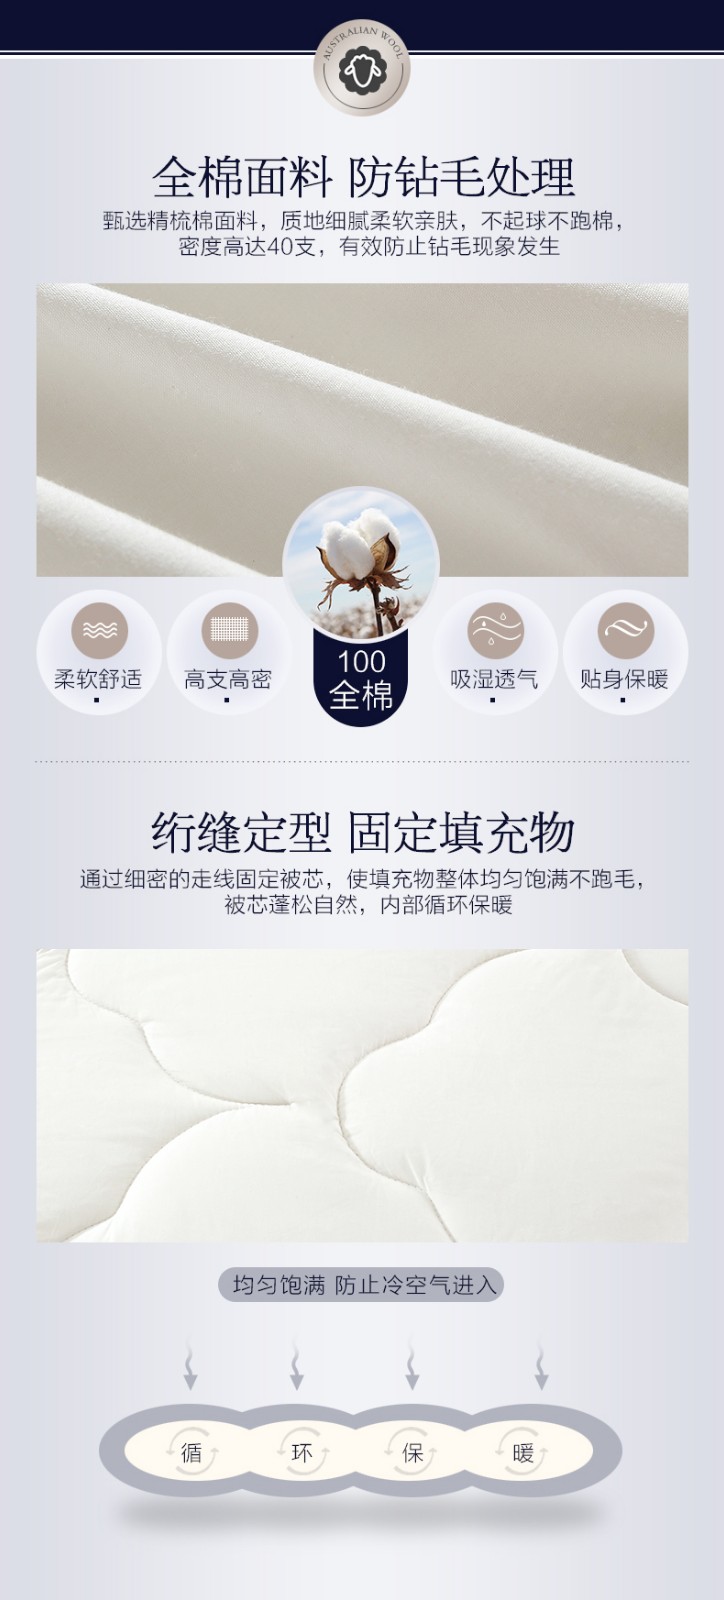 AUSTRALIAN WOOL
全棉面料 防钻毛处理
甄选精梳棉面料，质地细腻柔软亲肤，不起球不跑棉，
密度高达40支，有效防止钻毛现象发生
柔软舒适
高支高密
100
全棉
吸湿透气
贴身保暖
绗缝定型 固定填充物
通过细密的走线固定被芯，使填充物整体均匀饱满不跑毛，
被芯蓬松自然，内部循环保暖
均匀饱满 防止冷空气进入
循 环 保 暖